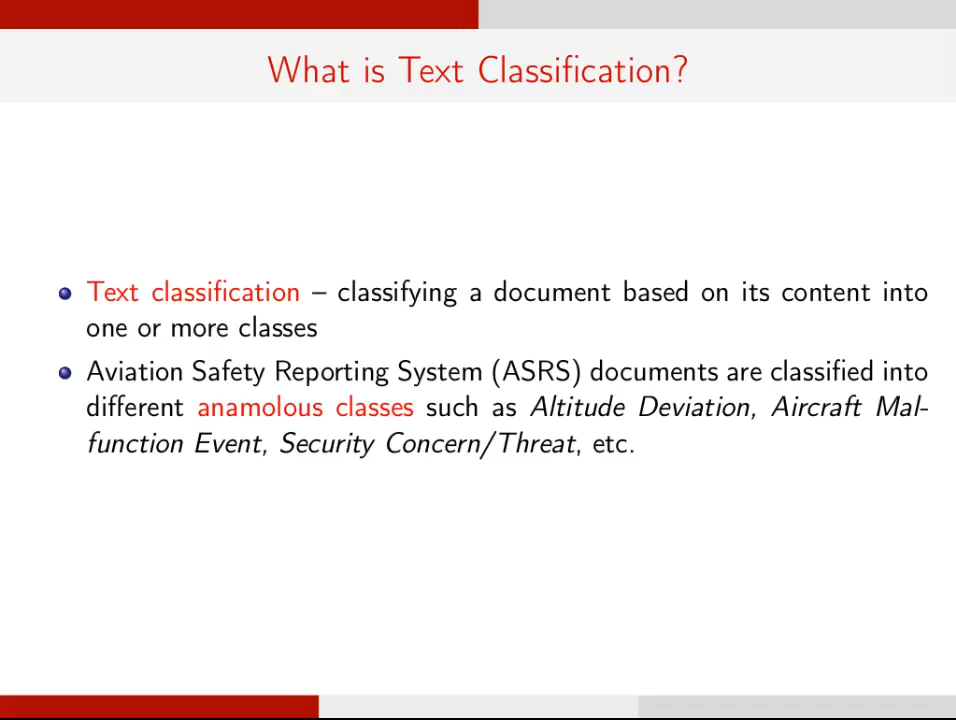 What is Text Classification?
Text classification – classifying a document based on its content into
one or more classes
Aviation Safety Reporting System (ASRS) documents are classified into
different anamolous classes such as Altitude Deviation, Aircraft Mal-
function Event, Security Concern/Threat, etc.